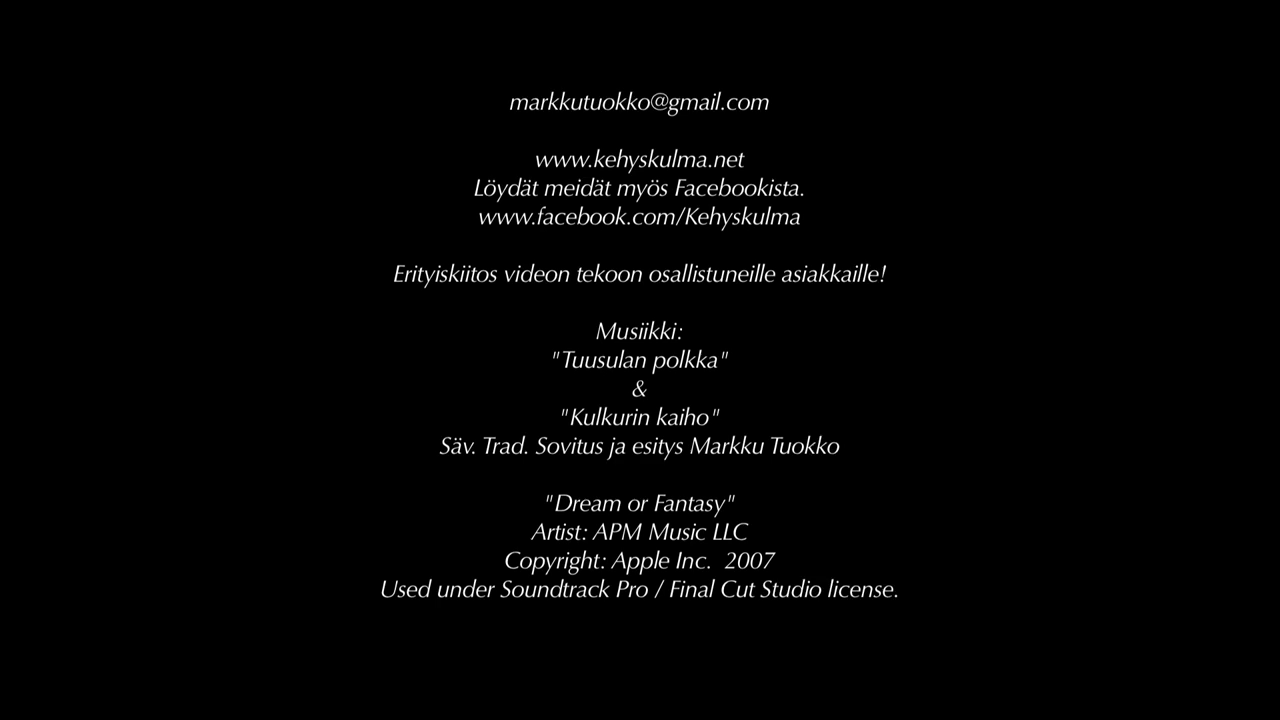 markkutuokko@gmail.com
www.kehyskulma.net
Löydät meidät myös Facebookista.
www.facebook.com/Kehyskulma
Erityiskiitos videon tekoon osallistuneille asiakkaille!
Musiikki:
"Tuusulan polkka"
&
"Kulkurin kaiho"
Säv. Trad. Sovitus ja esitys Markku Tuokko
"Dream or Fantasy"
Artist: APM Music LLC
Copyright: Apple Inc.  2007
Used under Soundtrack Pro / Final Cut Studio license.